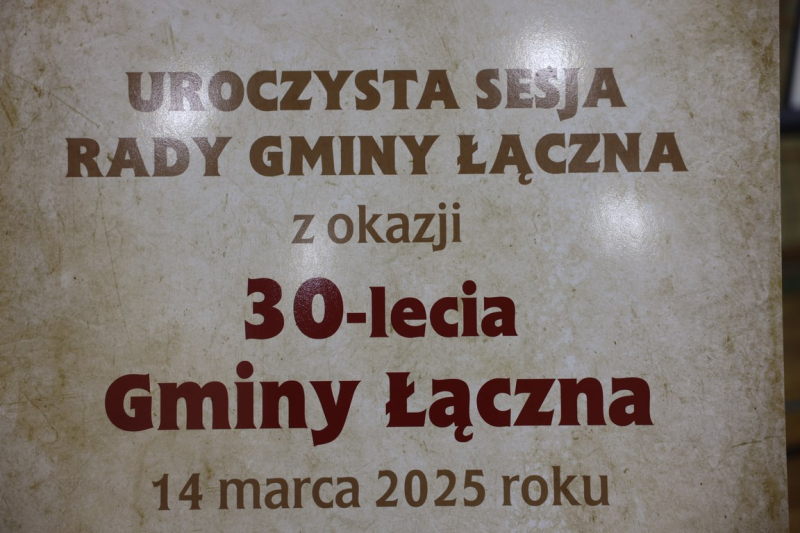 UROCZYSTA SESJA
RADY GMINY ŁĄCZNA
z okazji
30-lecia
Gminy Łączna
14 marca 2025 roku